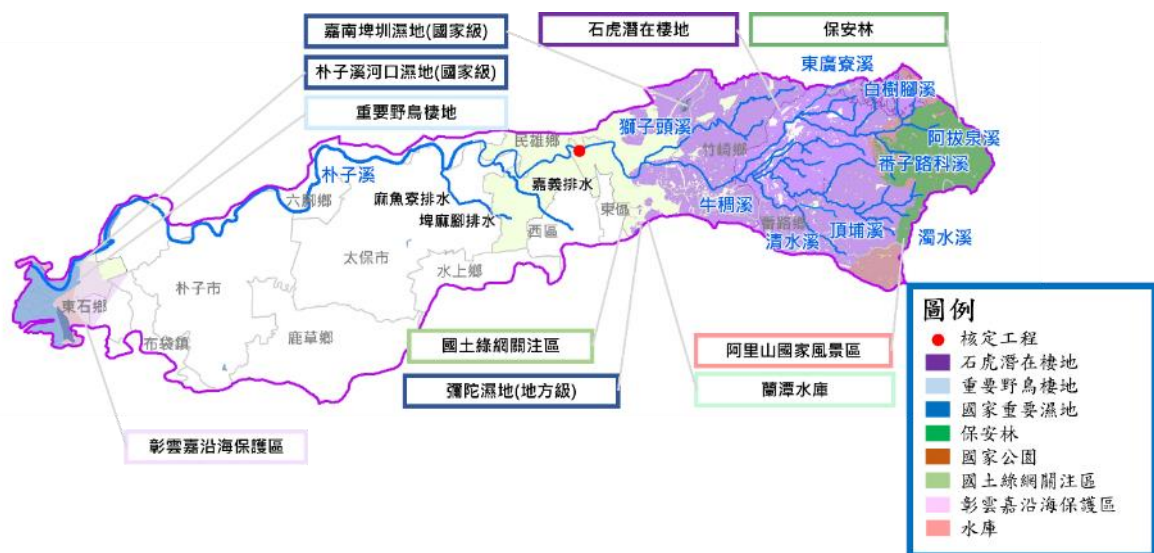 嘉南埤圳濕地(國家級)
石虎潛在棲地
保安林
朴子溪河口濕地(國家級)
重要野鳥棲地
東廣寮溪
白樹腳溪
獅子頭溪
民雄鄉
竹崎鄉
阿拔泉溪
番子路科溪
朴子溪
六腳鄉
麻魚寮排水
嘉義排水
埤麻腳排水
東區
西區
牛稠溪
番路鄉
頂埔溪
清水溪
濁水溪
太保市
水上鄉
朴子市
東石鄉
布袋鎮
鹿草鄉
國土綠網關注區
阿里山國家風景區
彌陀濕地(地方級)
蘭潭水庫
彰雲嘉沿海保護區
圖例
核定工程
石虎潛在棲地
重要野鳥棲地
國家重要濕地
保安林
國家公園
國土綠網關注區
彰雲嘉沿海保護區
水庫